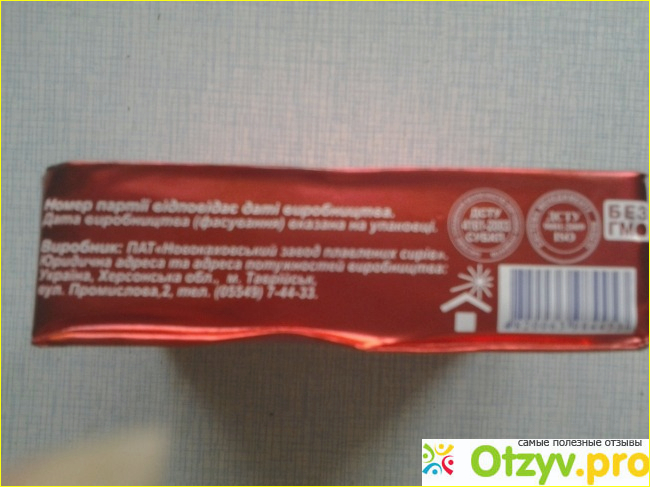 Номер партії відповідає даті виробництва.
Дата виробництва (фасування) вказана на упаковці.
Виробник: ПАТ «Новокаховський завод плавлених сирів».
Юридична адреса та адреса потужностей виробництва:
Україна, Херсонська обл., м. Таврійськ,
вул. Промислова,2, тел. (05549) 7-44-33.
ДСТУ
ДСТУ
ISO
БЕЗ
ГМО
самые полезные отзывы
Otzyv.pro